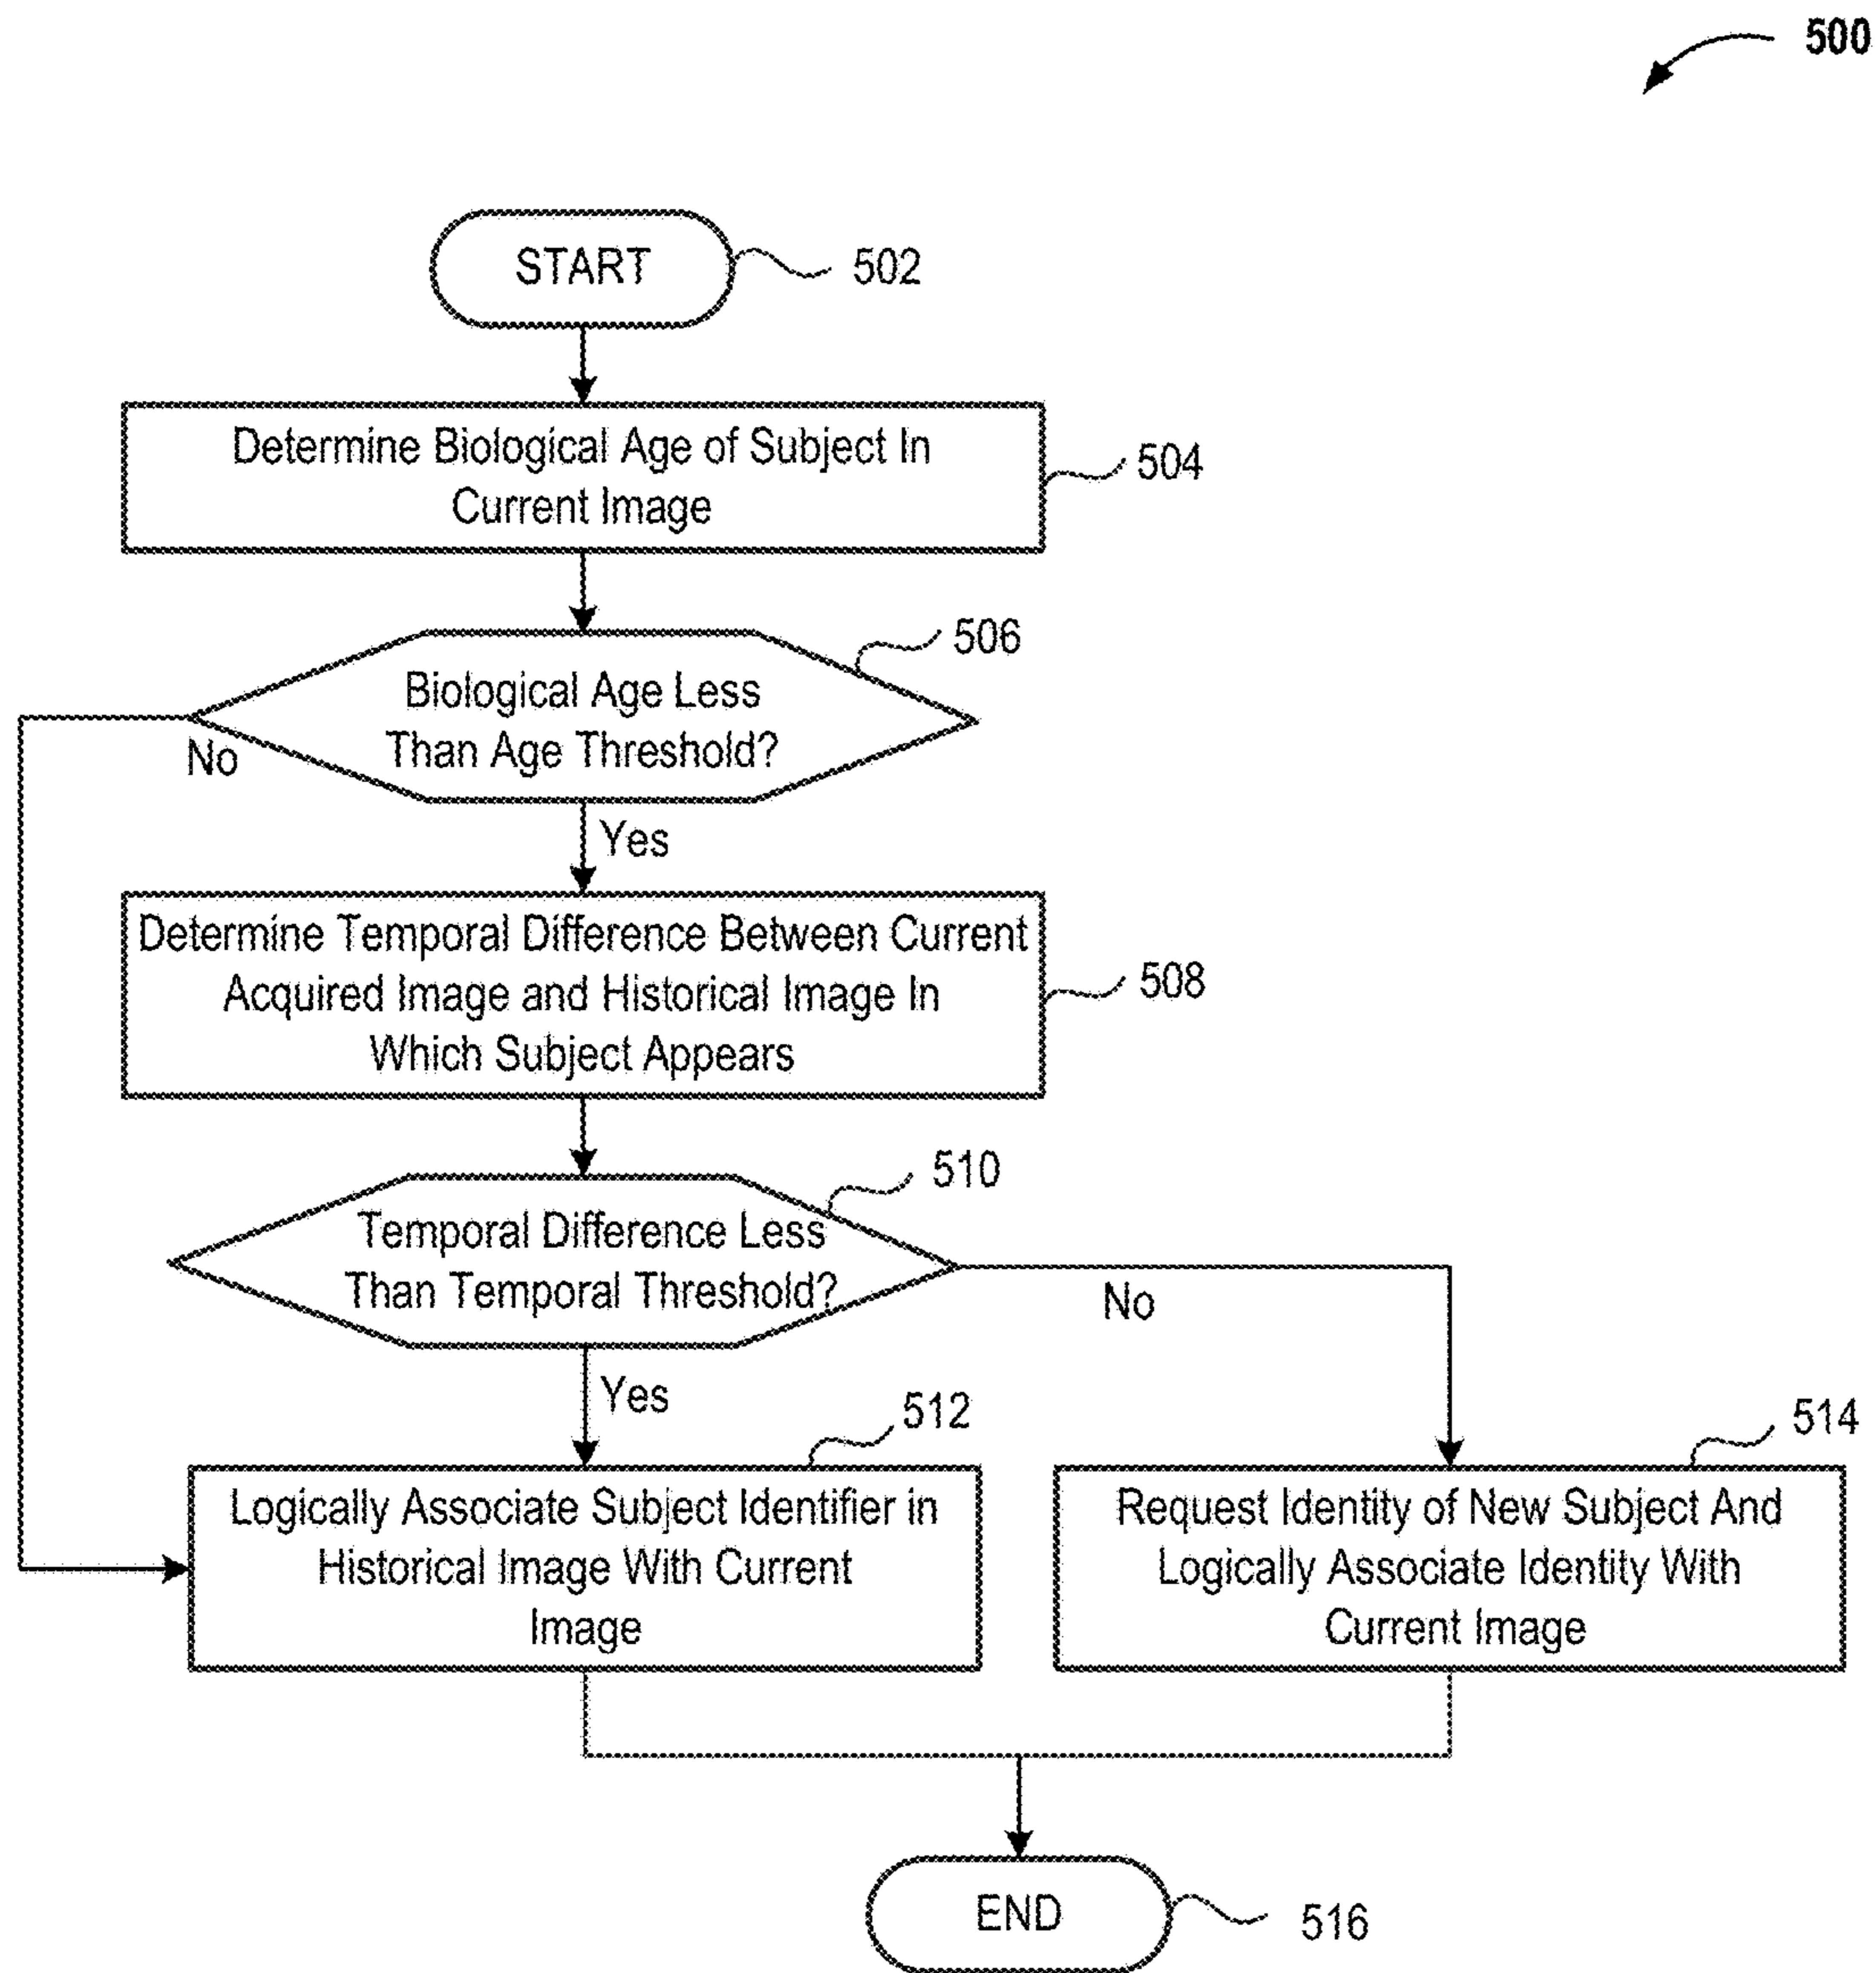 500
START
502
Determine Biological Age of Subject In
Current Image
504
506
Biological Age Less
Than Age Threshold?
No
Yes
Determine Temporal Difference Between Current
Acquired Image and Historical Image In
Which Subject Appears
508
510
Temporal Difference Less
Than Temporal Threshold?
No
Yes
512
514
Logically Associate Subject Identifier in
Historical Image With Current
Image
Request Identity of New Subject And
Logically Associate Identity With
Current Image
END
516